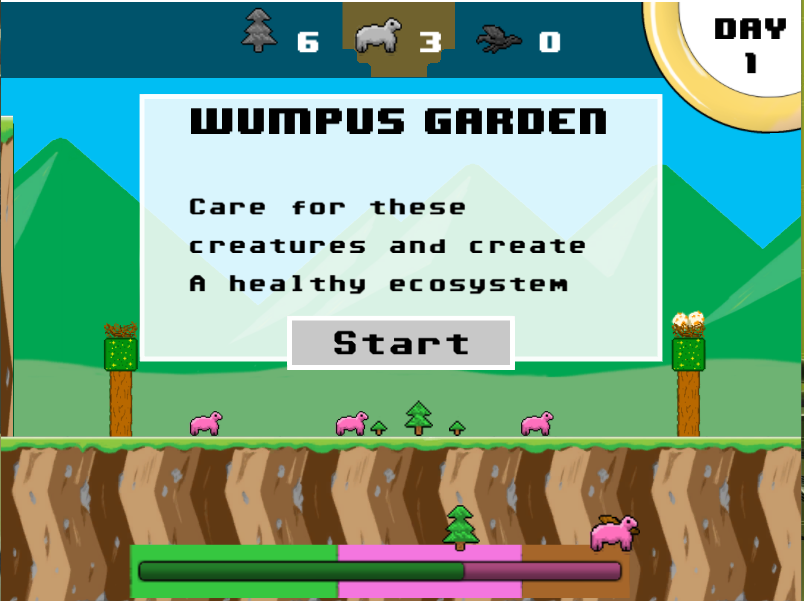 6 3 0
DAY
1
WUMPUS GARDEN
Care for these
creatures and create
A healthy ecosystem
Start